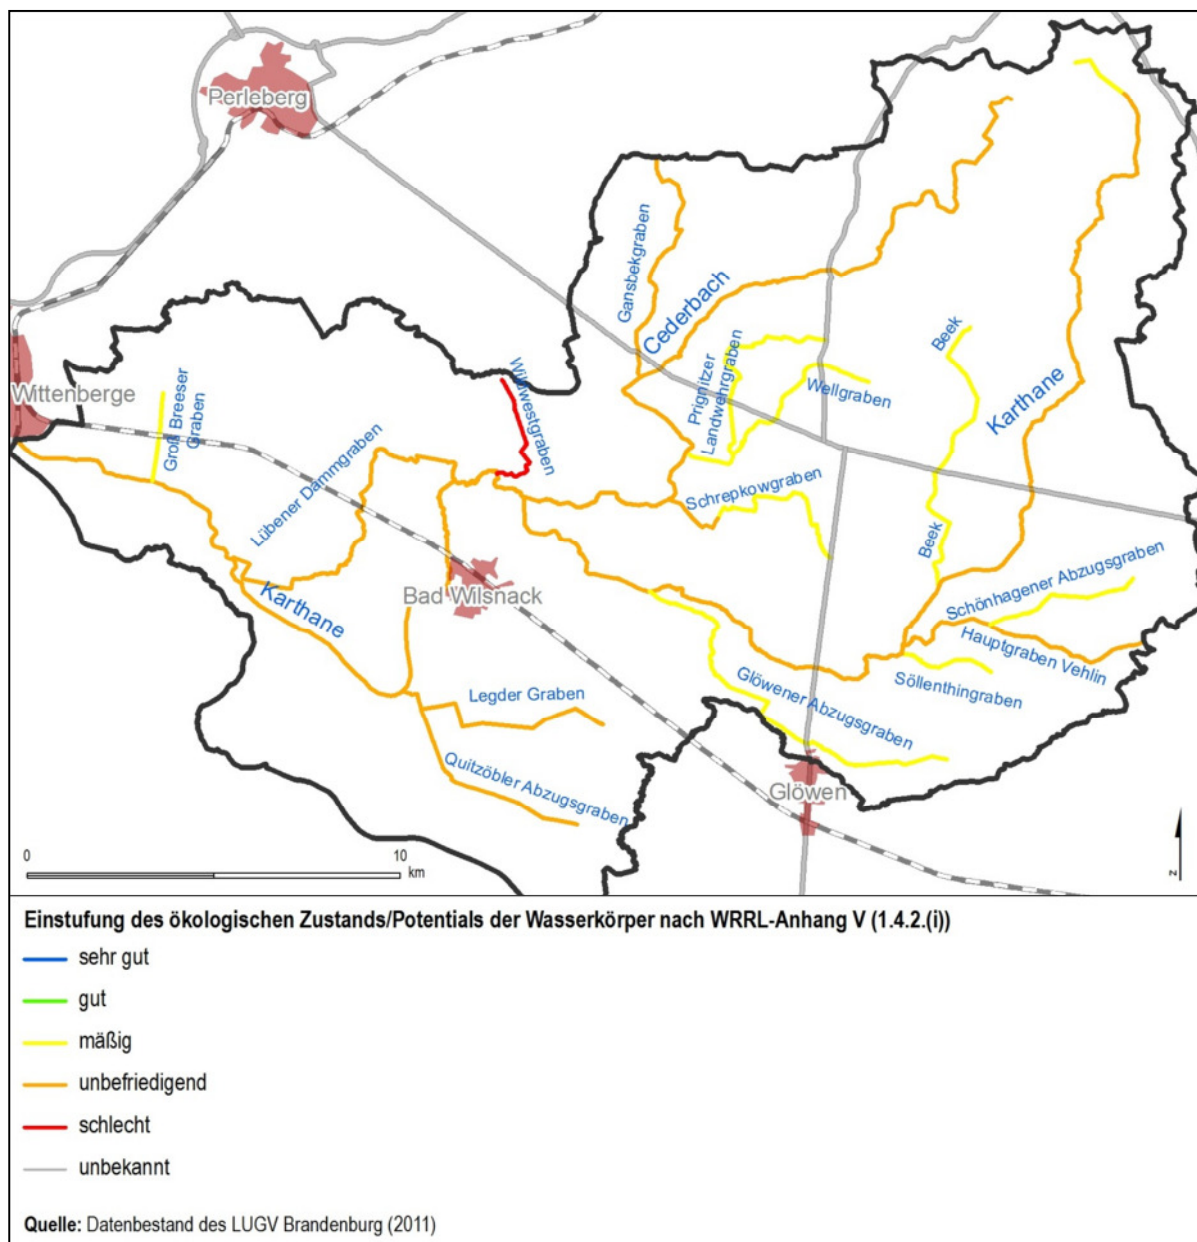 Perleberg
Gansbekgraben
Cederbach
Beek
Wittenberge
Groß Breeser
Graben
Wildwestgraben
Prignitzer
Landwehrgraben
Wellgraben
Karthane
Lübener Dammgraben
Schrepkowgraben
Beek
Schönhagener Abzugsgraben
Bad Wilsnack
Karthane
Hauptgraben Vehlin
Söllenthingraben
Legder Graben
Glöwener Abzugsgraben
Quitzöbler Abzugsgraben
Glöwen
0 10
km
N
Einstufung des ökologischen Zustands/Potentials der Wasserkörper nach WRRL-Anhang V (1.4.2.(i))
sehr gut
gut
mäßig
unbefriedigend
schlecht
unbekannt
Quelle: Datenbestand des LUGV Brandenburg (2011)